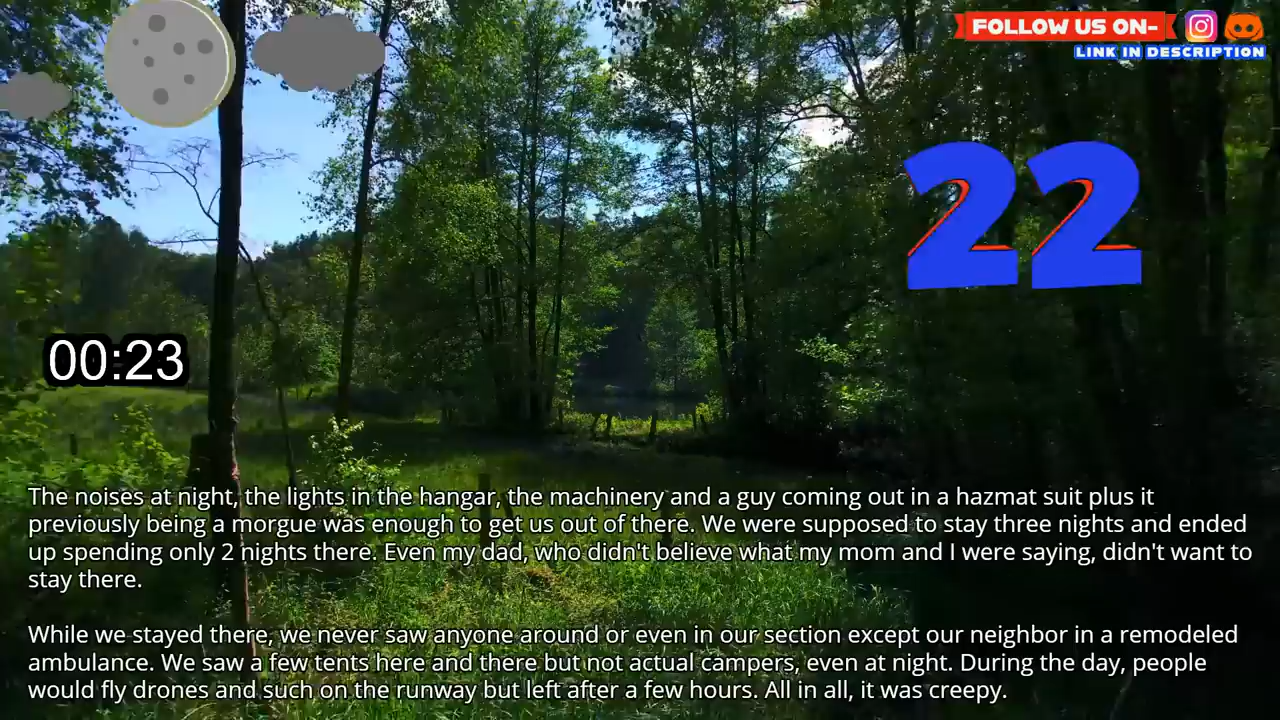 FOLLOW US ON-
LINK IN DESCRIPTION
22
00:23
The noises at night, the lights in the hangar, the machinery and a guy coming out in a hazmat suit plus it
previously being a morgue was enough to get us out of there. We were supposed to stay three nights and ended
up spending only 2 nights there. Even my dad, who didn't believe what my mom and I were saying, didn't want to
stay there.
While we stayed there, we never saw anyone around or even in our section except our neighbor in a remodeled
ambulance. We saw a few tents here and there but not actual campers, even at night. During the day, people
would fly drones and such on the runway but left after a few hours. All in all, it was creepy.